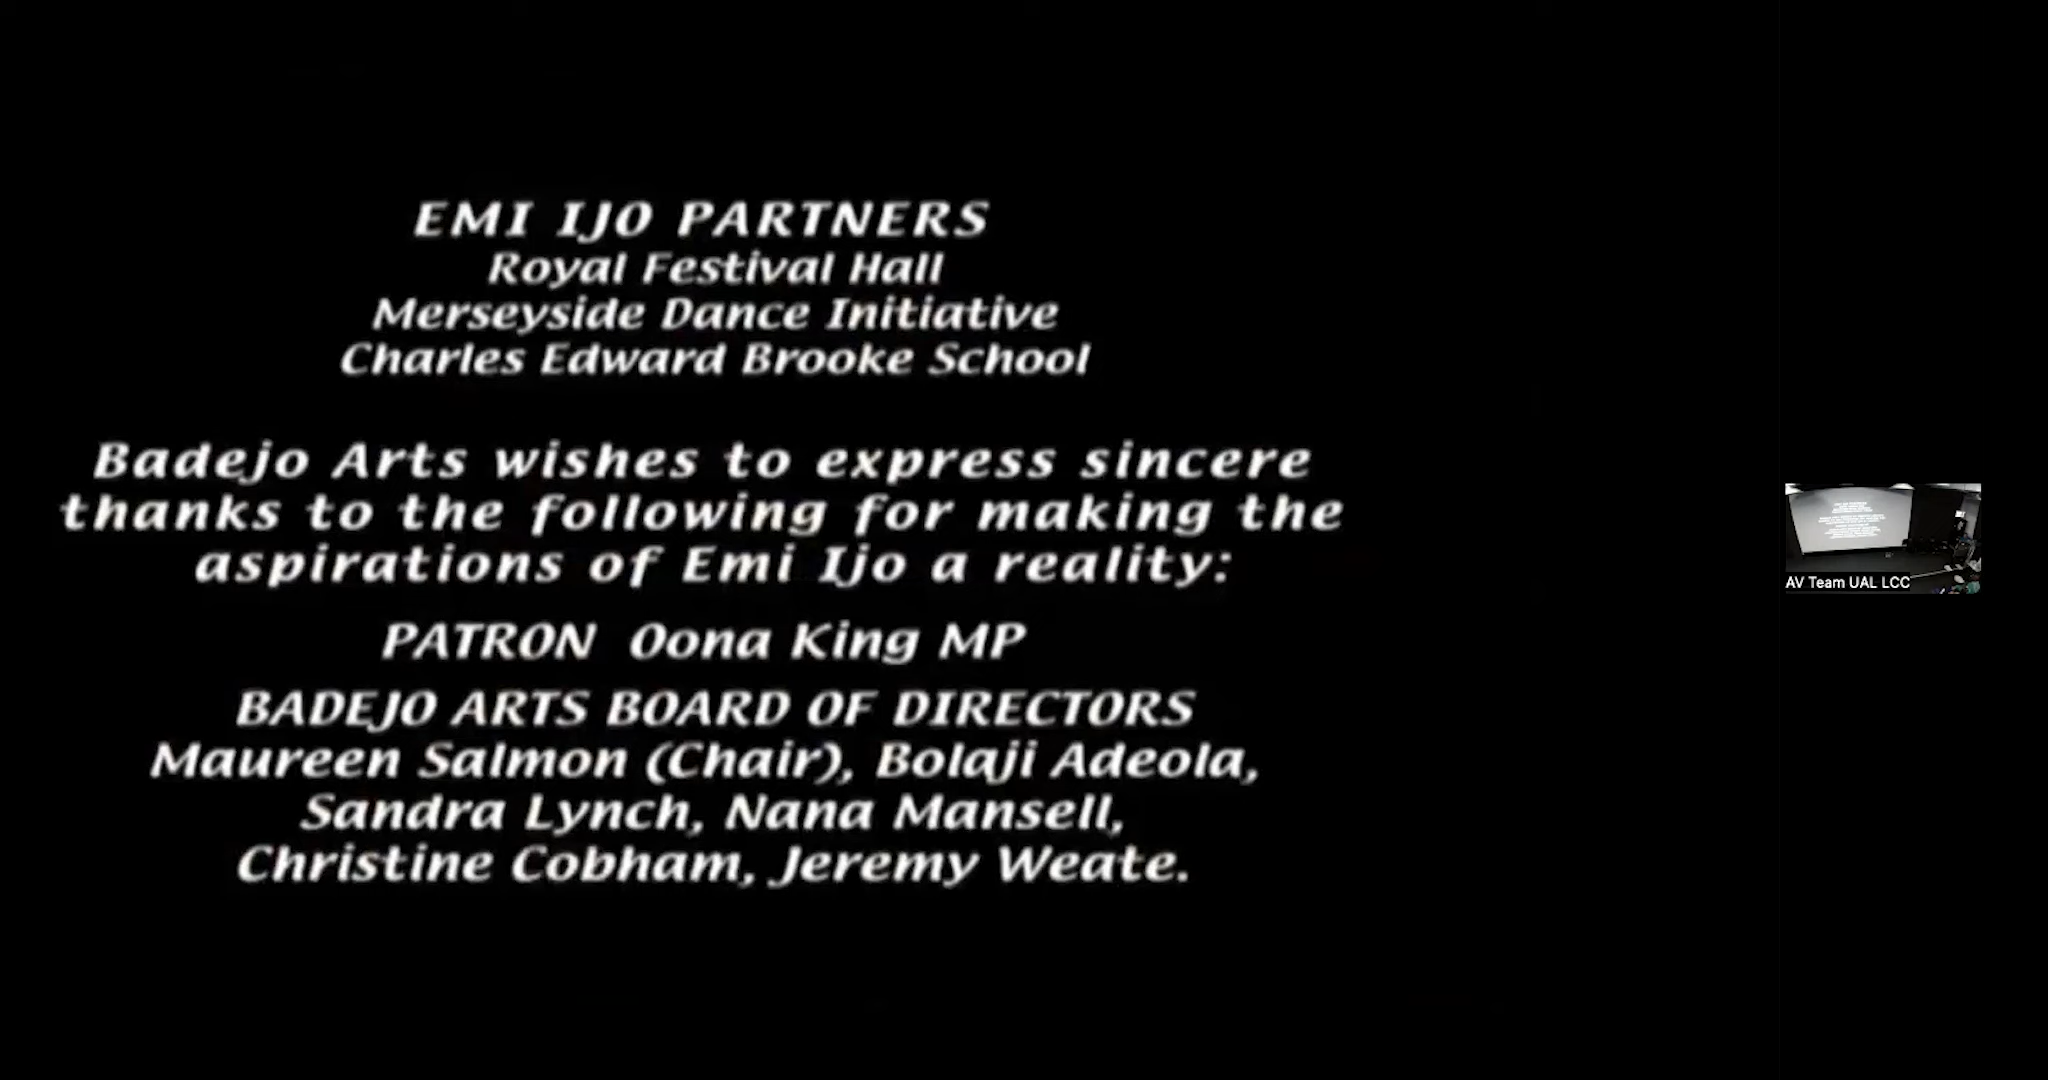 EMI IJO PARTNERS
Royal Festival Hall
Merseyside Dance Initiative
Charles Edward Brooke School
Badejo Arts wishes to express sincere
thanks to the following for making the
aspirations of Emi Ijo a reality:
PATRON Oona King MP
BADEJO ARTS BOARD OF DIRECTORS
Maureen Salmon (Chair), Bolaji Adeola,
Sandra Lynch, Nana Mansell,
Christine Cobham, Jeremy Weate.
AV Team UAL LCC